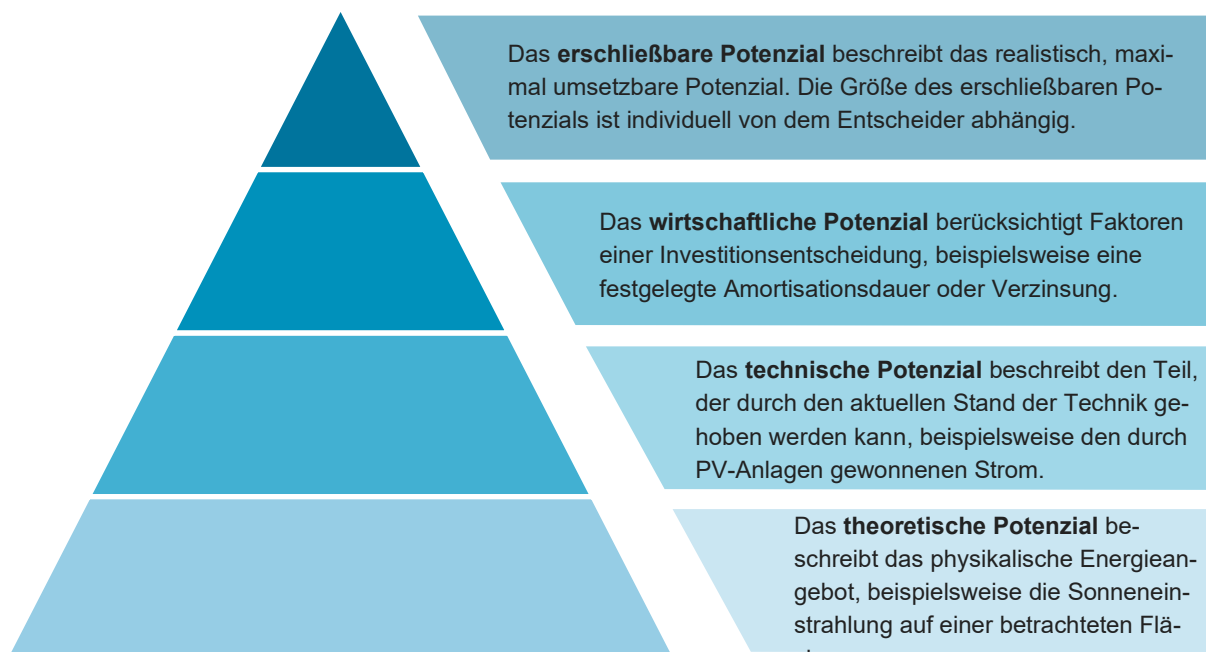 Das erschließbare Potenzial beschreibt das realistisch, maxi-
mal umsetzbare Potenzial. Die Größe des erschließbaren Po-
tenzials ist individuell von dem Entscheider abhängig.
Das wirtschaftliche Potenzial berücksichtigt Faktoren
einer Investitionsentscheidung, beispielsweise eine
festgelegte Amortisationsdauer oder Verzinsung.
Das technische Potenzial beschreibt den Teil,
der durch den aktuellen Stand der Technik ge-
hoben werden kann, beispielsweise den durch
PV-Anlagen gewonnenen Strom.
Das theoretische Potenzial be-
schreibt das physikalische Energiean-
gebot, beispielsweise die Sonnenein-
strahlung auf einer betrachteten Flä-